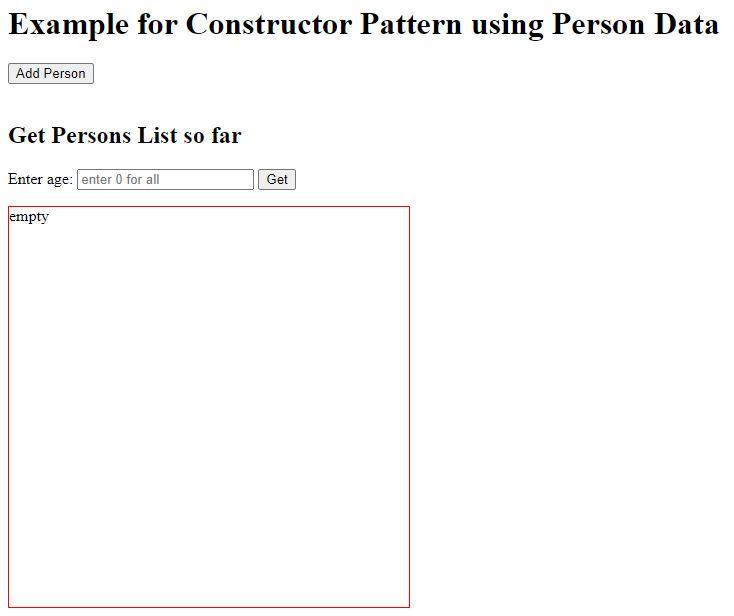 Example for Constructor Pattern using Person Data
Add Person
Get Persons List so far
Enter age: enter 0 for all Get
empty